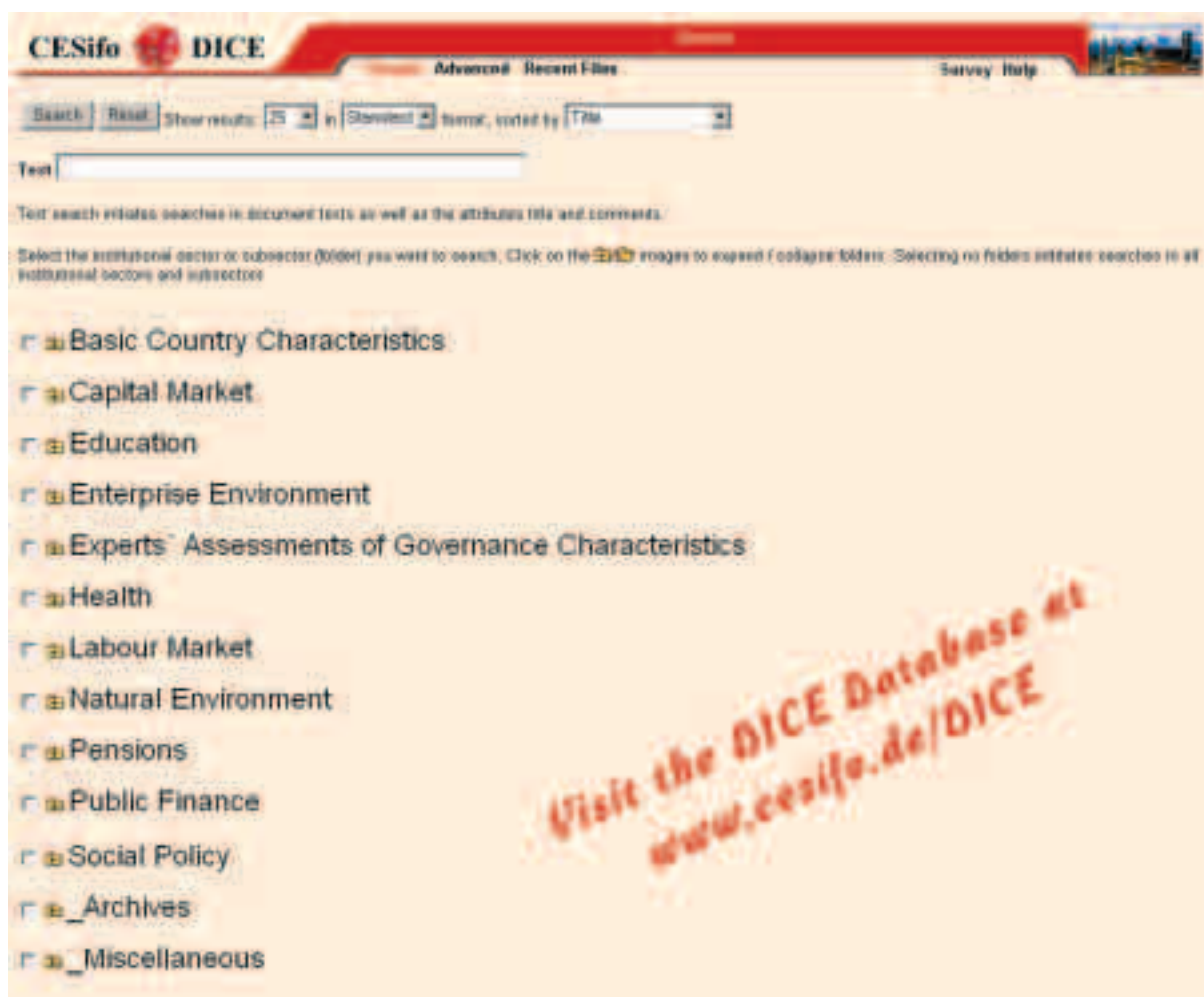 CESifo DICE
Advanced Recent Files Survey Help
Search Reset Show results: 25 in Standard format, sorted by Title
Text
Text search initiates searches in document texts as well as the attributes title and comments.
Select the institutional sector or subsector (folder) you want to search. Click on the images to expand / collapse folders. Selecting no folders initiates searches in all
institutional sectors and subsectors
Basic Country Characteristics
Capital Market
Education
Enterprise Environment
Experts` Assessments of Governance Characteristics
Health
Labour Market
Natural Environment
Pensions
Public Finance
Social Policy
_Archives
_Miscellaneous
Visit the DICE Database at
www.cesifo.de/DICE